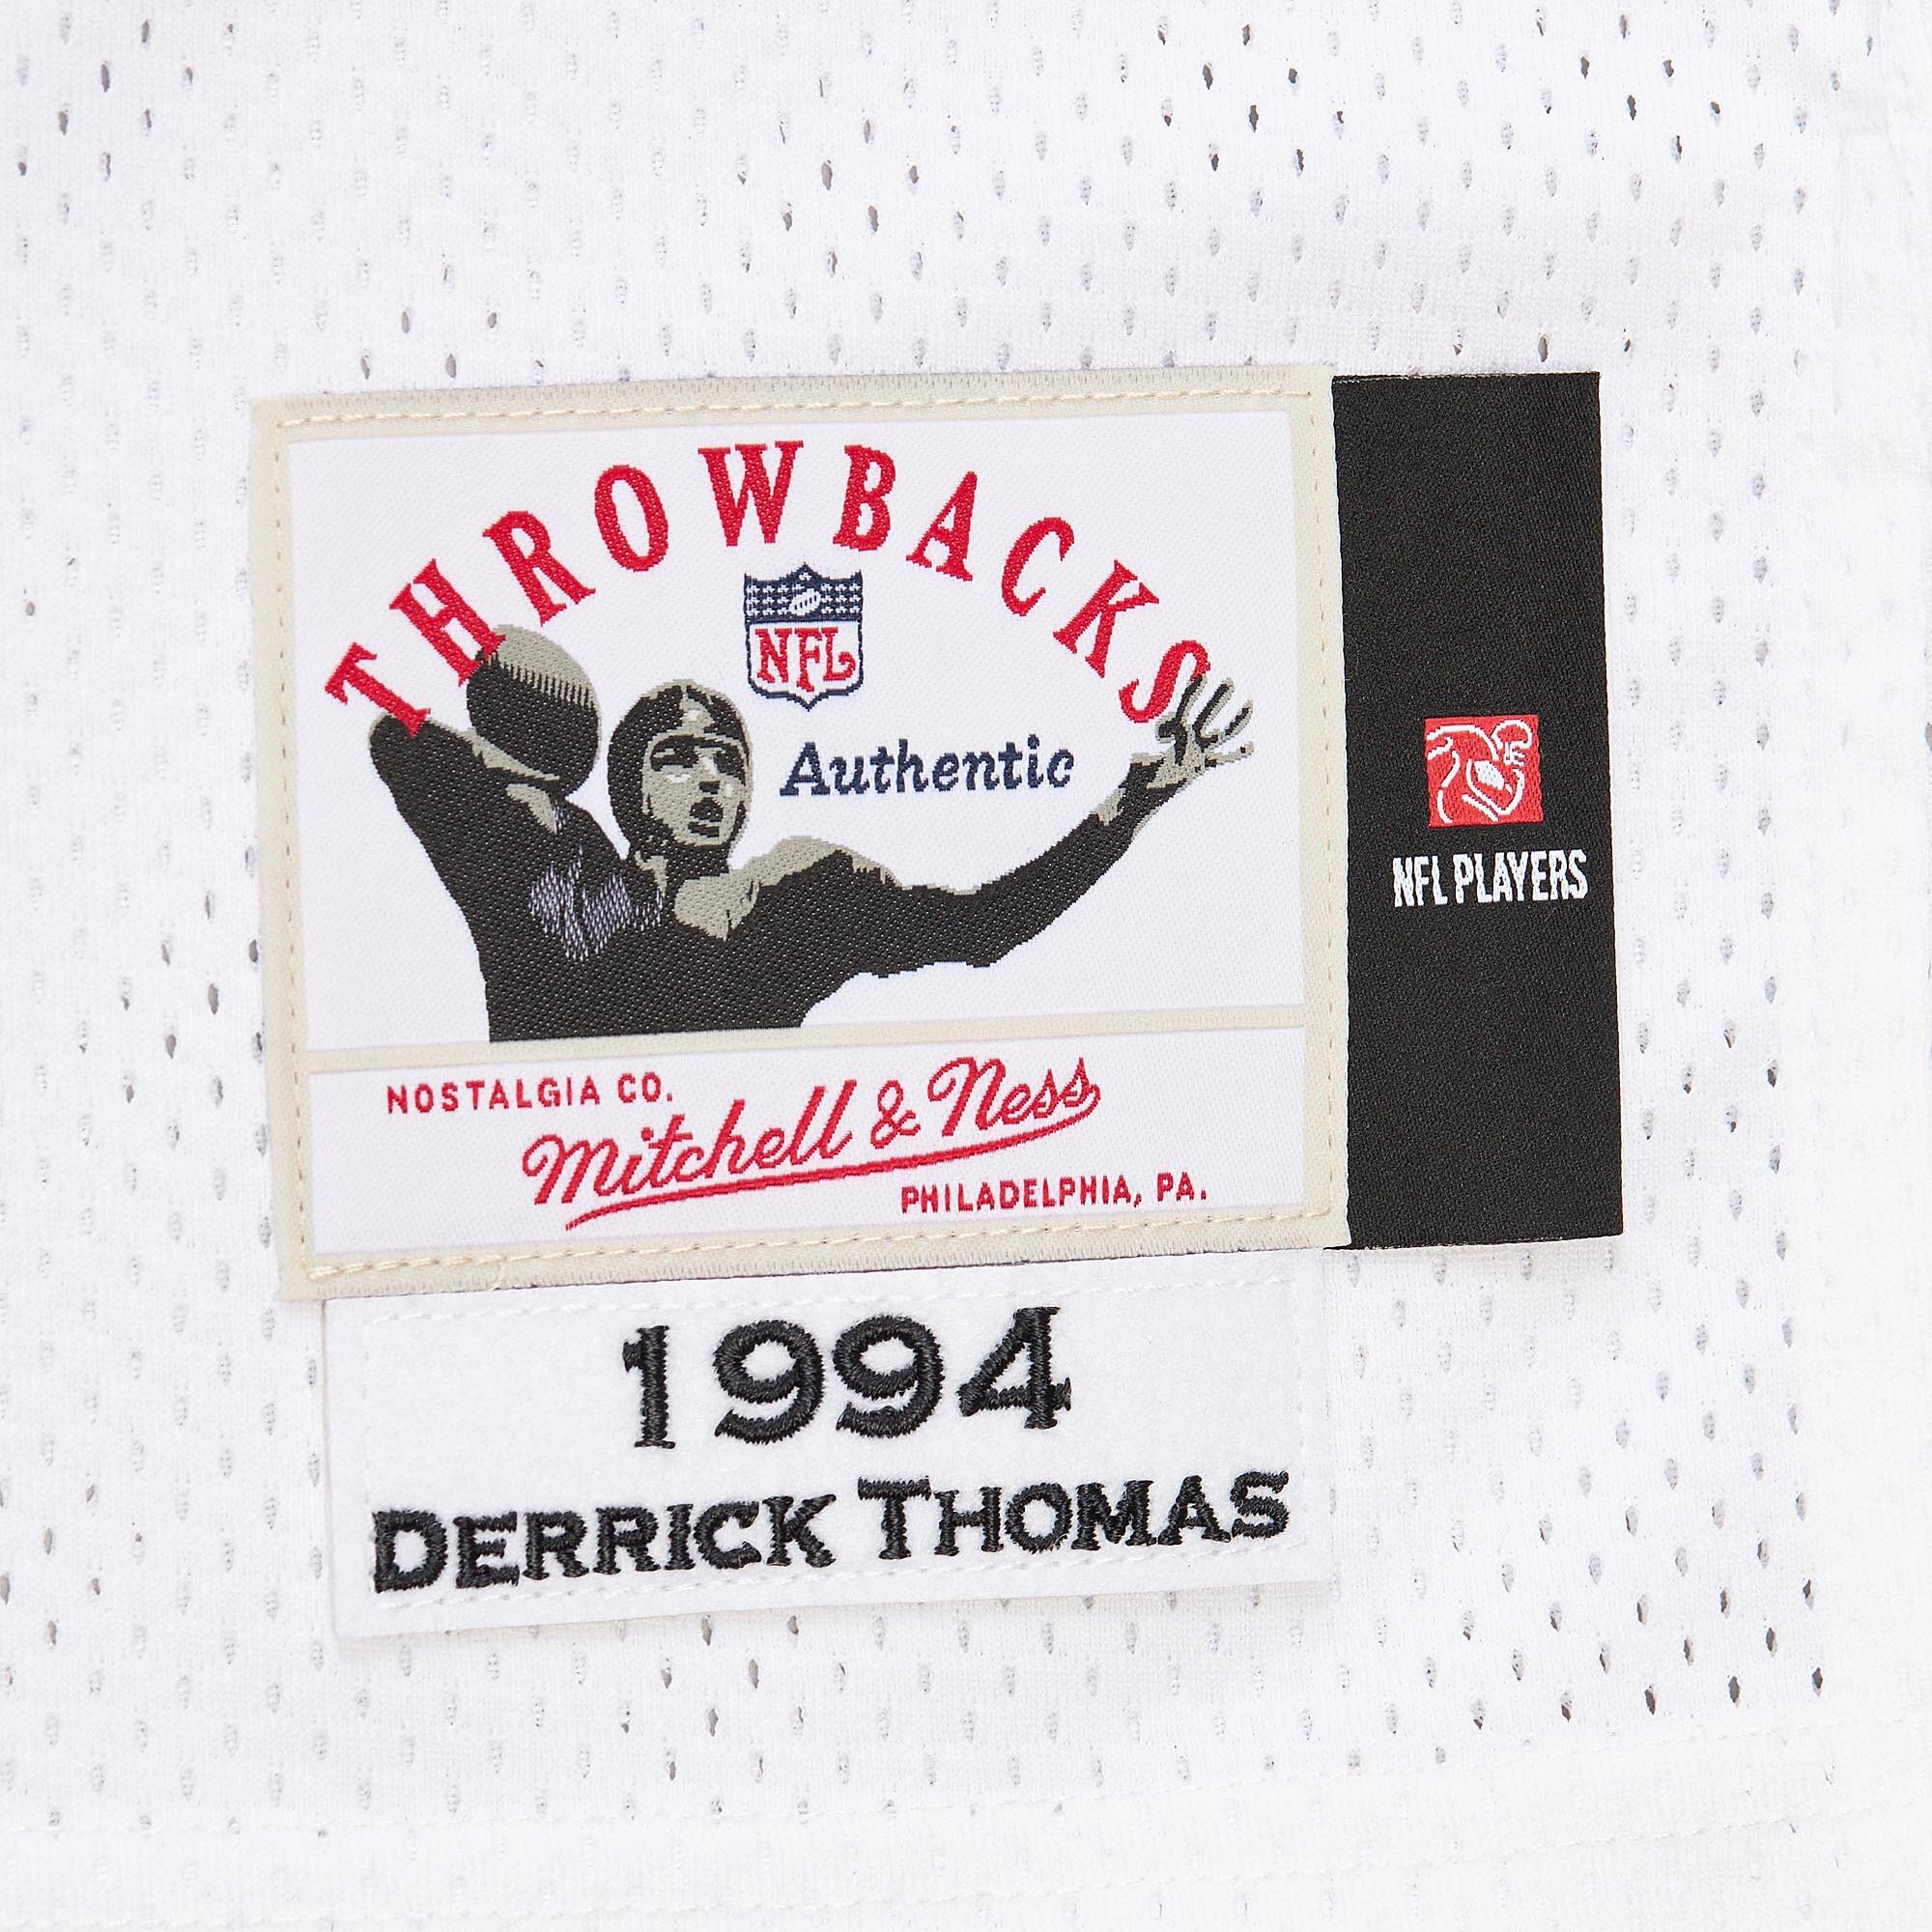 THROWBACKS
NFL
Authentic
NOSTALGIA CO.
Mitchell & Ness
PHILADELPHIA, PA.
NFL PLAYERS
1994
DERRICK THOMAS